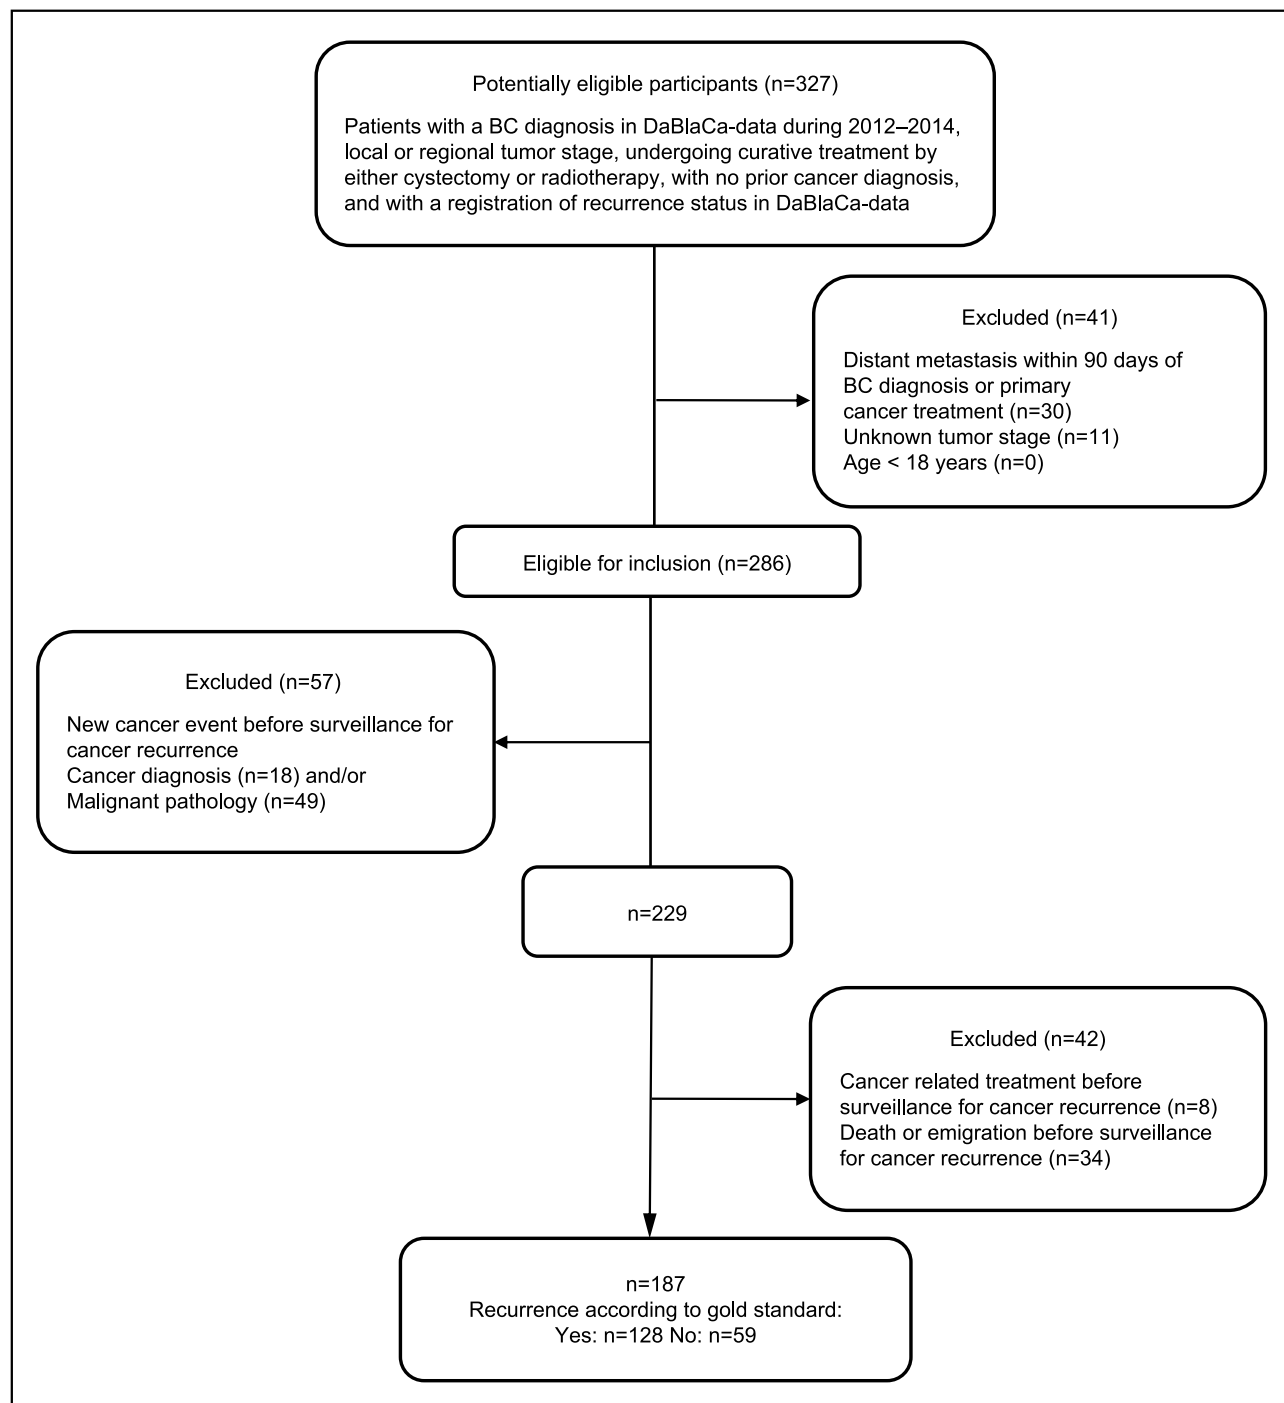 Potentially eligible participants (n=327)
Patients with a BC diagnosis in DaBlaCa-data during 2012–2014,
local or regional tumor stage, undergoing curative treatment by
either cystectomy or radiotherapy, with no prior cancer diagnosis,
and with a registration of recurrence status in DaBlaCa-data
Excluded (n=41)
Distant metastasis within 90 days of
BC diagnosis or primary
cancer treatment (n=30)
Unknown tumor stage (n=11)
Age < 18 years (n=0)
Eligible for inclusion (n=286)
Excluded (n=57)
New cancer event before surveillance for
cancer recurrence
Cancer diagnosis (n=18) and/or
Malignant pathology (n=49)
n=229
Excluded (n=42)
Cancer related treatment before
surveillance for cancer recurrence (n=8)
Death or emigration before surveillance
for cancer recurrence (n=34)
n=187
Recurrence according to gold standard:
Yes: n=128 No: n=59